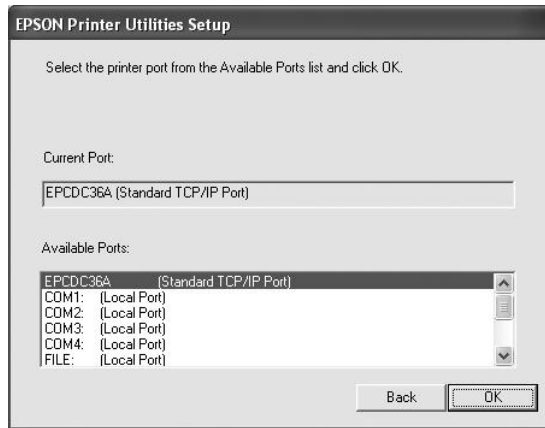 EPSON Printer Utilities Setup
Select the printer port from the Available Ports list and click OK.
Current Port:
EPCDC36A (Standard TCP/IP Port)
Available Ports:
EPCDC36A (Standard TCP/IP Port)
COM1: (Local Port)
COM2: (Local Port)
COM3: (Local Port)
COM4: (Local Port)
FILE: (Local Port)
Back OK